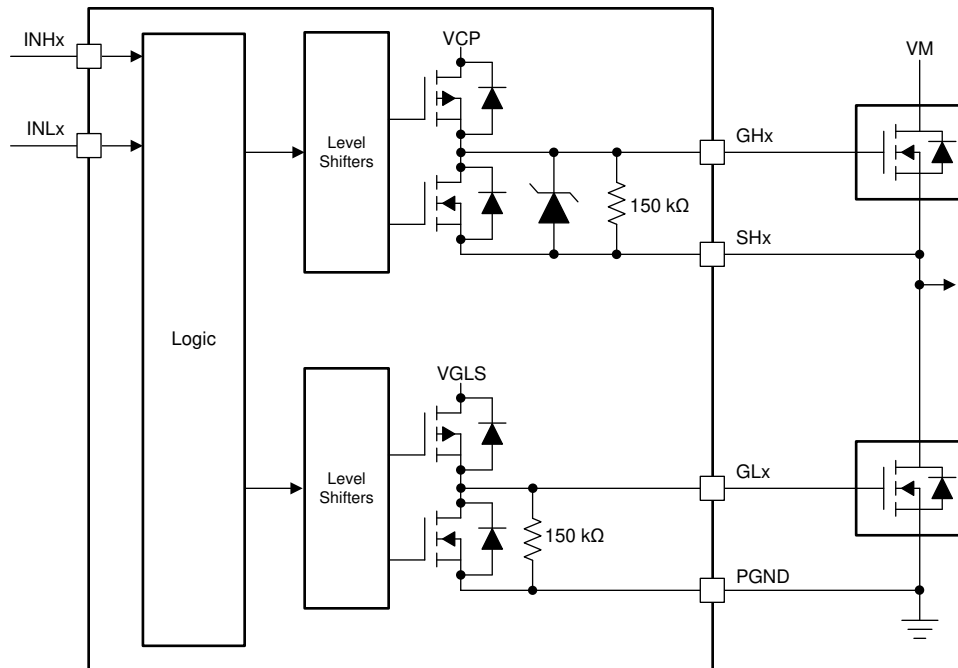 INHx
INLx
Logic
Level
Shifters
VCP
150 kΩ
GHx
SHx
VM
Level
Shifters
VGLS
150 kΩ
GLx
PGND